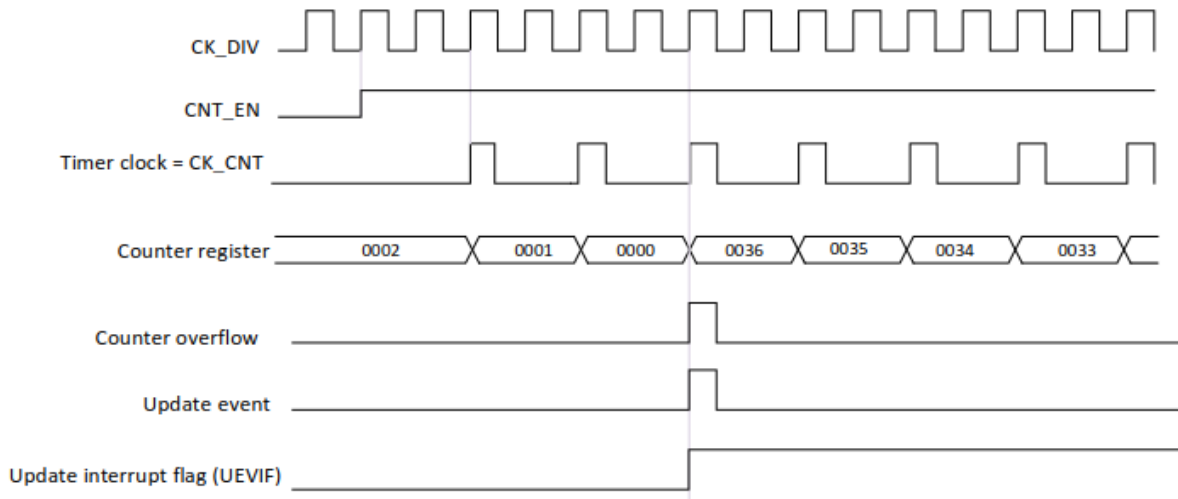 CK_DIV
CNT_EN
Timer clock = CK_CNT
Counter register 0002 0001 0000 0036 0035 0034 0033
Counter overflow
Update event
Update interrupt flag (UEVIF)